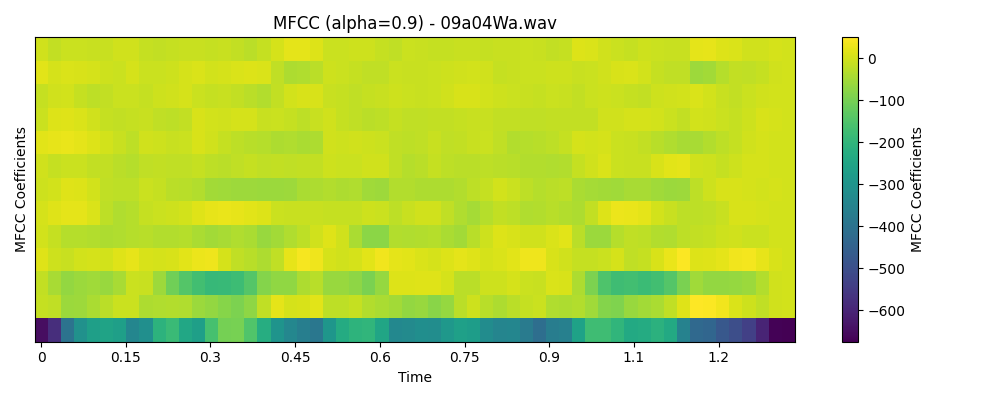 MFCC (alpha=0.9) - 09a04Wa.wav
MFCC Coefficients
0 0.15 0.3 0.45 0.6 0.75 0.9 1.1 1.2
Time
0
−100
−200
−300
−400
−500
−600
MFCC Coefficients